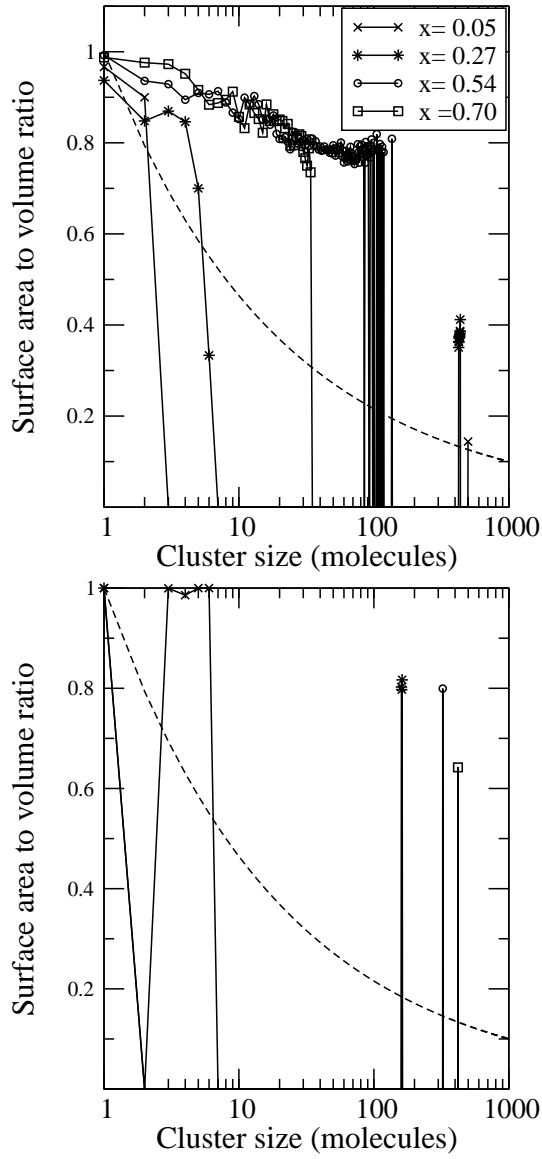 x= 0.05
x= 0.27
x= 0.54
x =0.70
Surface area to volume ratio
1
0.8
0.6
0.4
0.2
1
10
100
1000
Cluster size (molecules)
Surface area to volume ratio
1
0.8
0.6
0.4
0.2
1
10
100
1000
Cluster size (molecules)